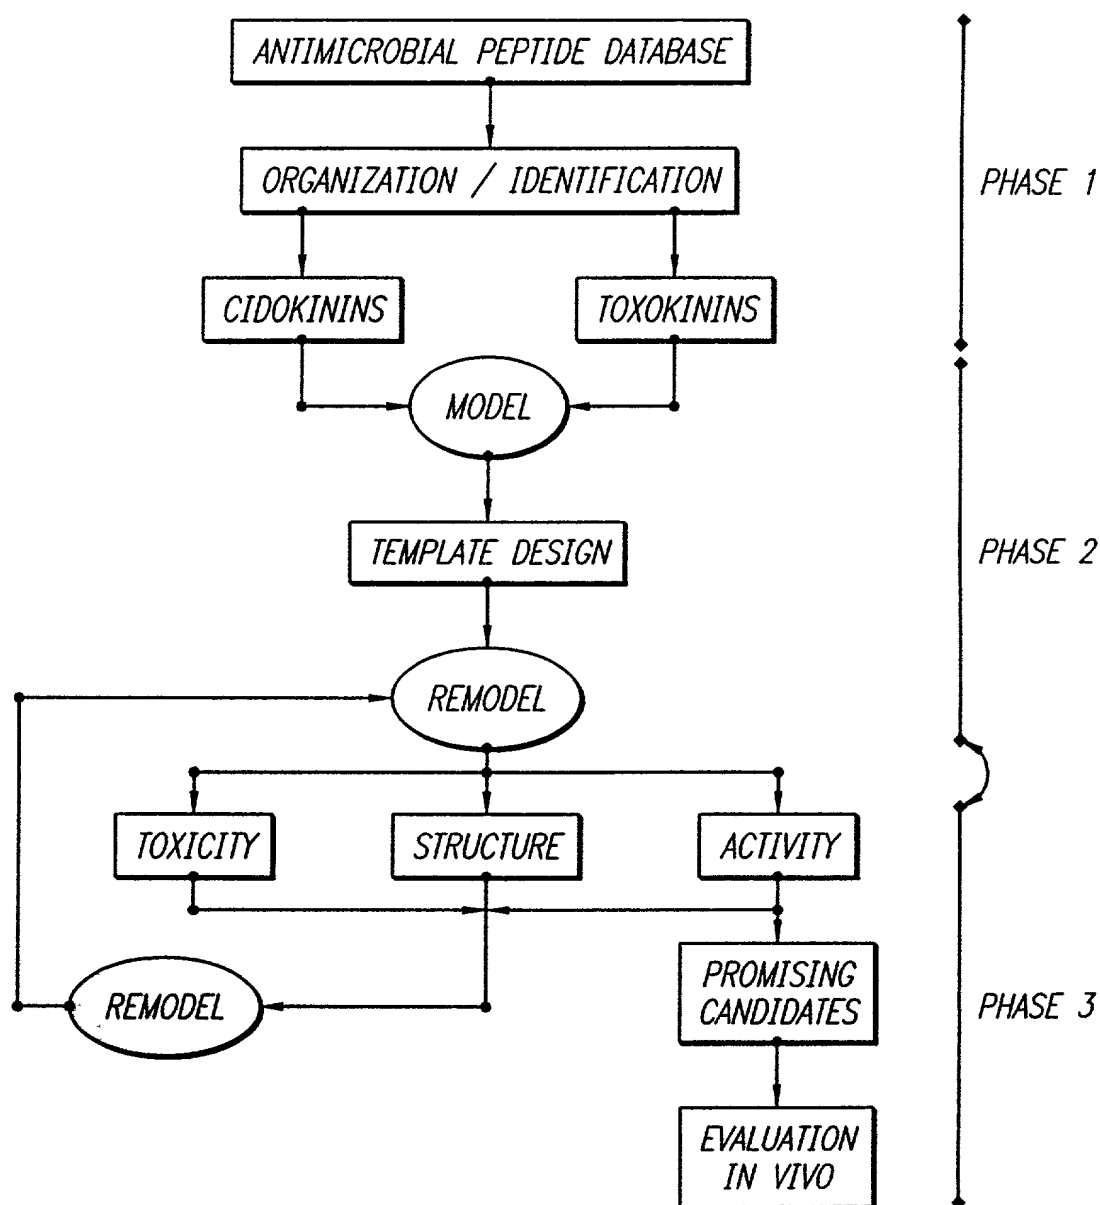 ANTIMICROBIAL PEPTIDE DATABASE
ORGANIZATION / IDENTIFICATION
PHASE 1
CIDOKININS
TOXOKININS
MODEL
TEMPLATE DESIGN
PHASE 2
REMODEL
TOXICITY
STRUCTURE
ACTIVITY
PROMISING
CANDIDATES
REMODEL
PHASE 3
EVALUATION
IN VIVO